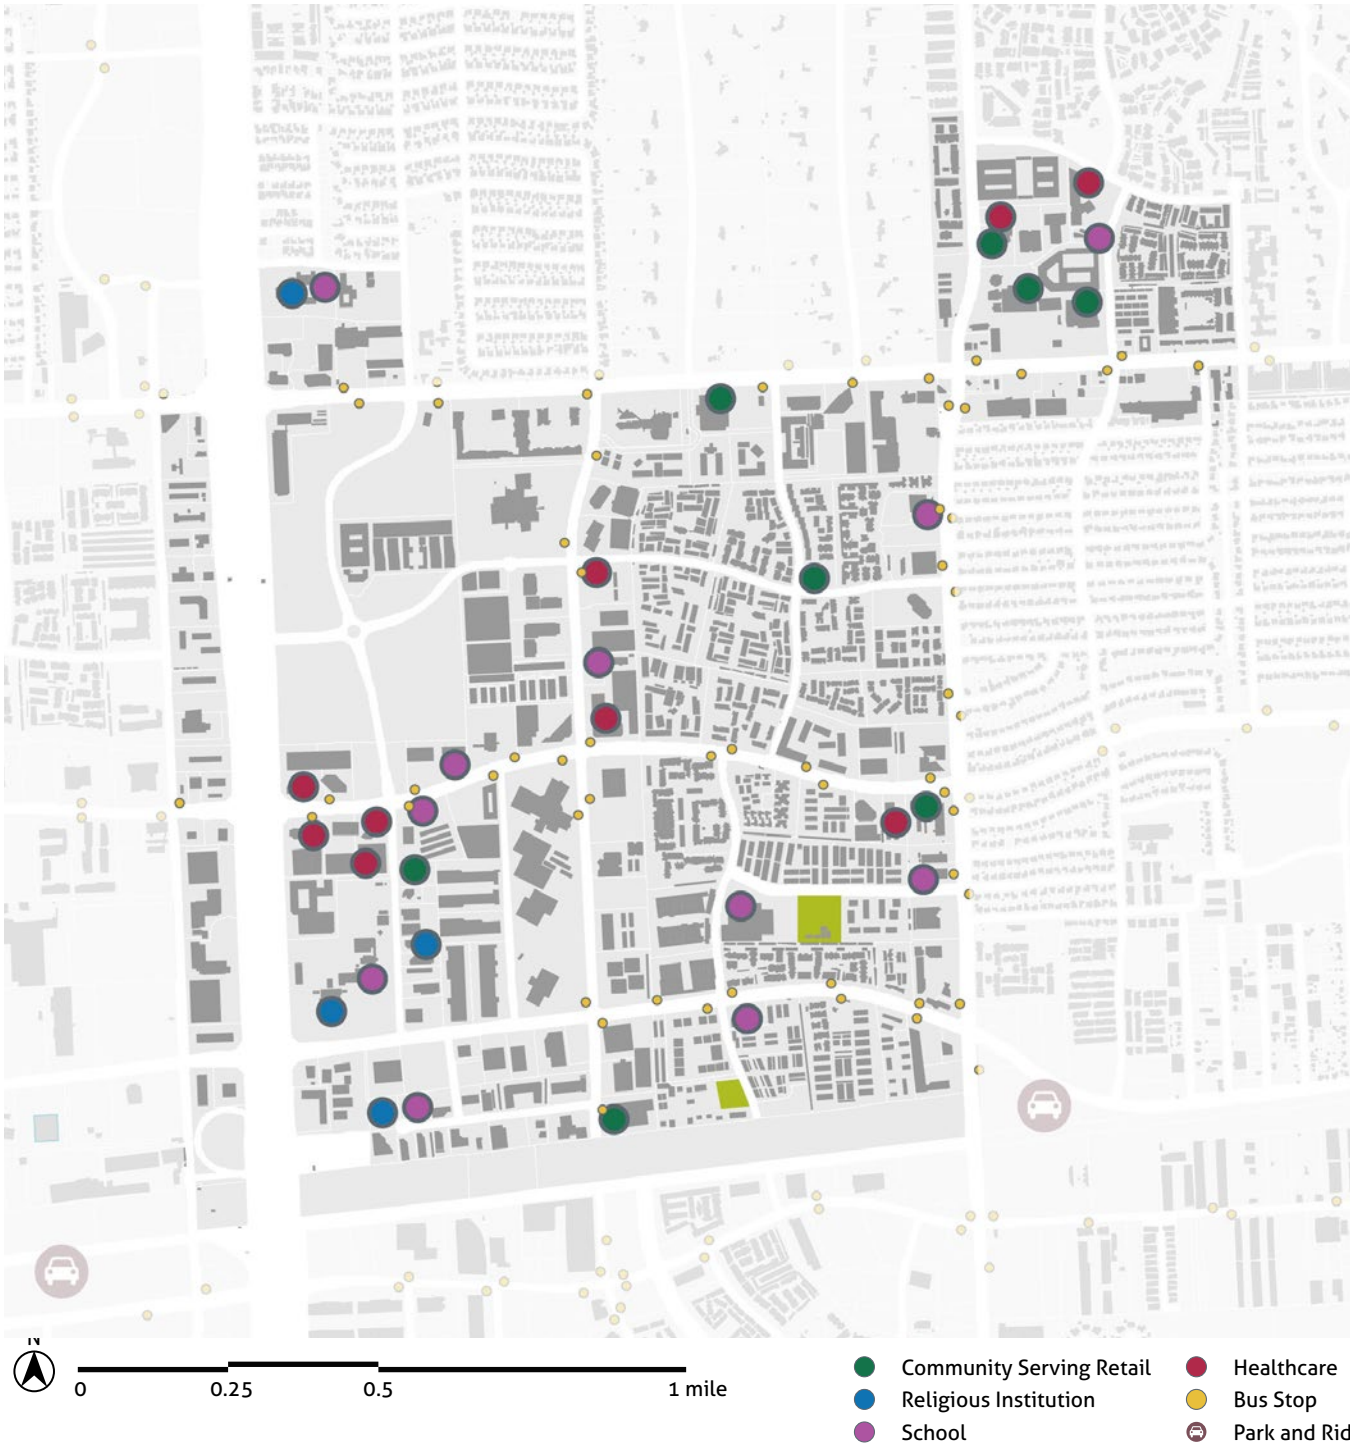 N
0 0.25 0.5 1 mile
Community Serving Retail
Religious Institution
School
Healthcare
Bus Stop
Park and Rid